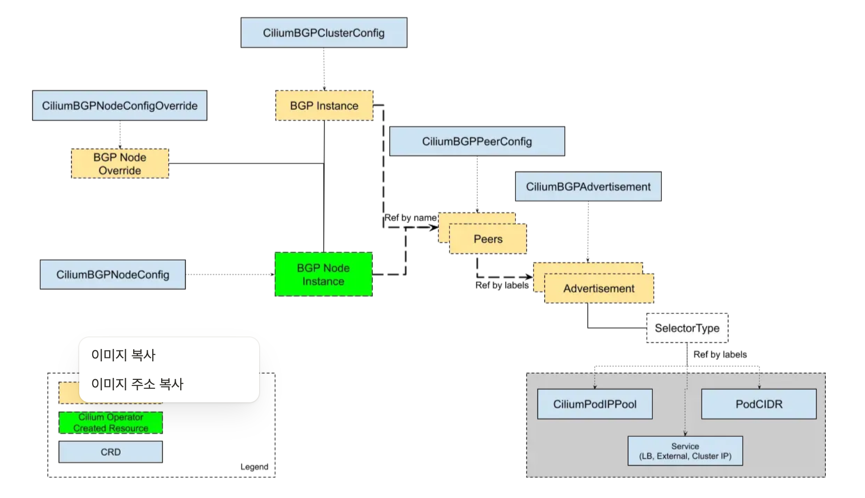 CiliumBGPClusterConfig
CiliumBGPNodeConfigOverride
BGP Instance
CiliumBGPPeerConfig
BGP Node
Override
CiliumBGPAdvertisement
Ref by name
Peers
CiliumBGPNodeConfig
BGP Node
Instance
Ref by labels
Advertisement
SelectorType
Ref by labels
이미지 복사
이미지 주소 복사
Cilium Operator
Created Resource
CRD
Legend
CiliumPodIPPool
PodCIDR
Service
(LB, External, Cluster IP)